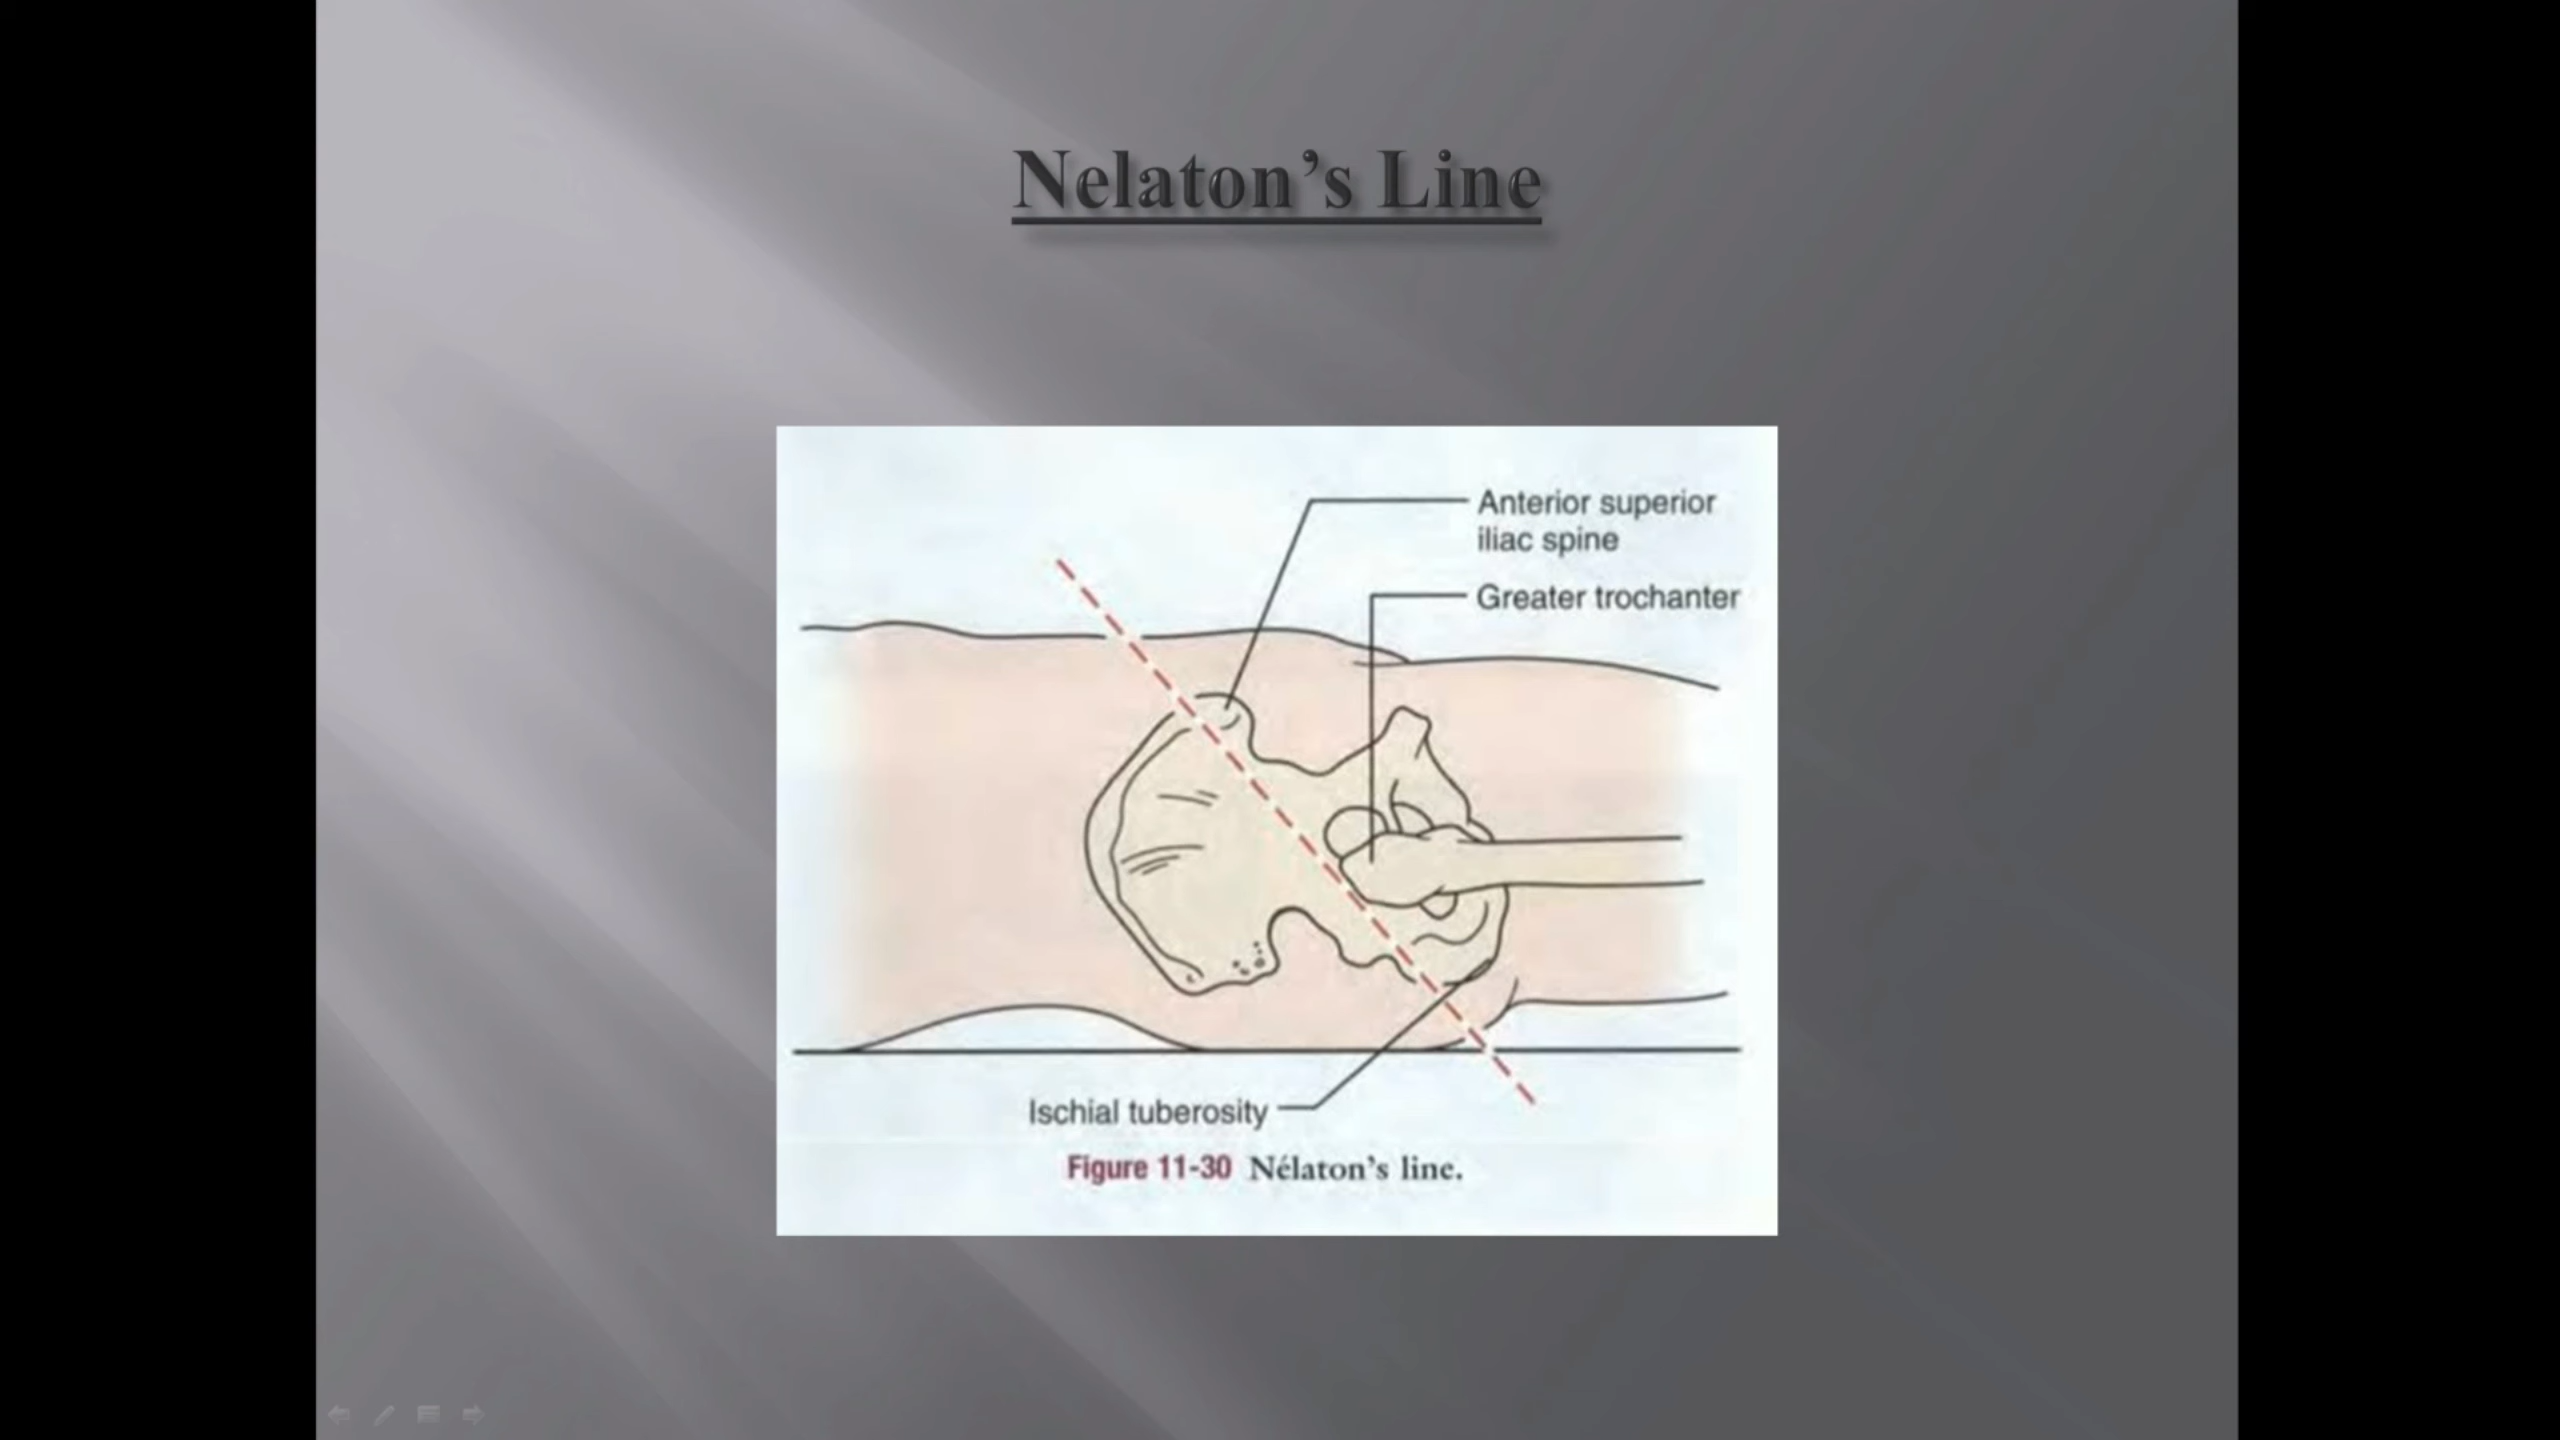 Nelaton’s Line
Anterior superior
iliac spine
Greater trochanter
Ischial tuberosity
Figure 11-30 Nélaton’s line.